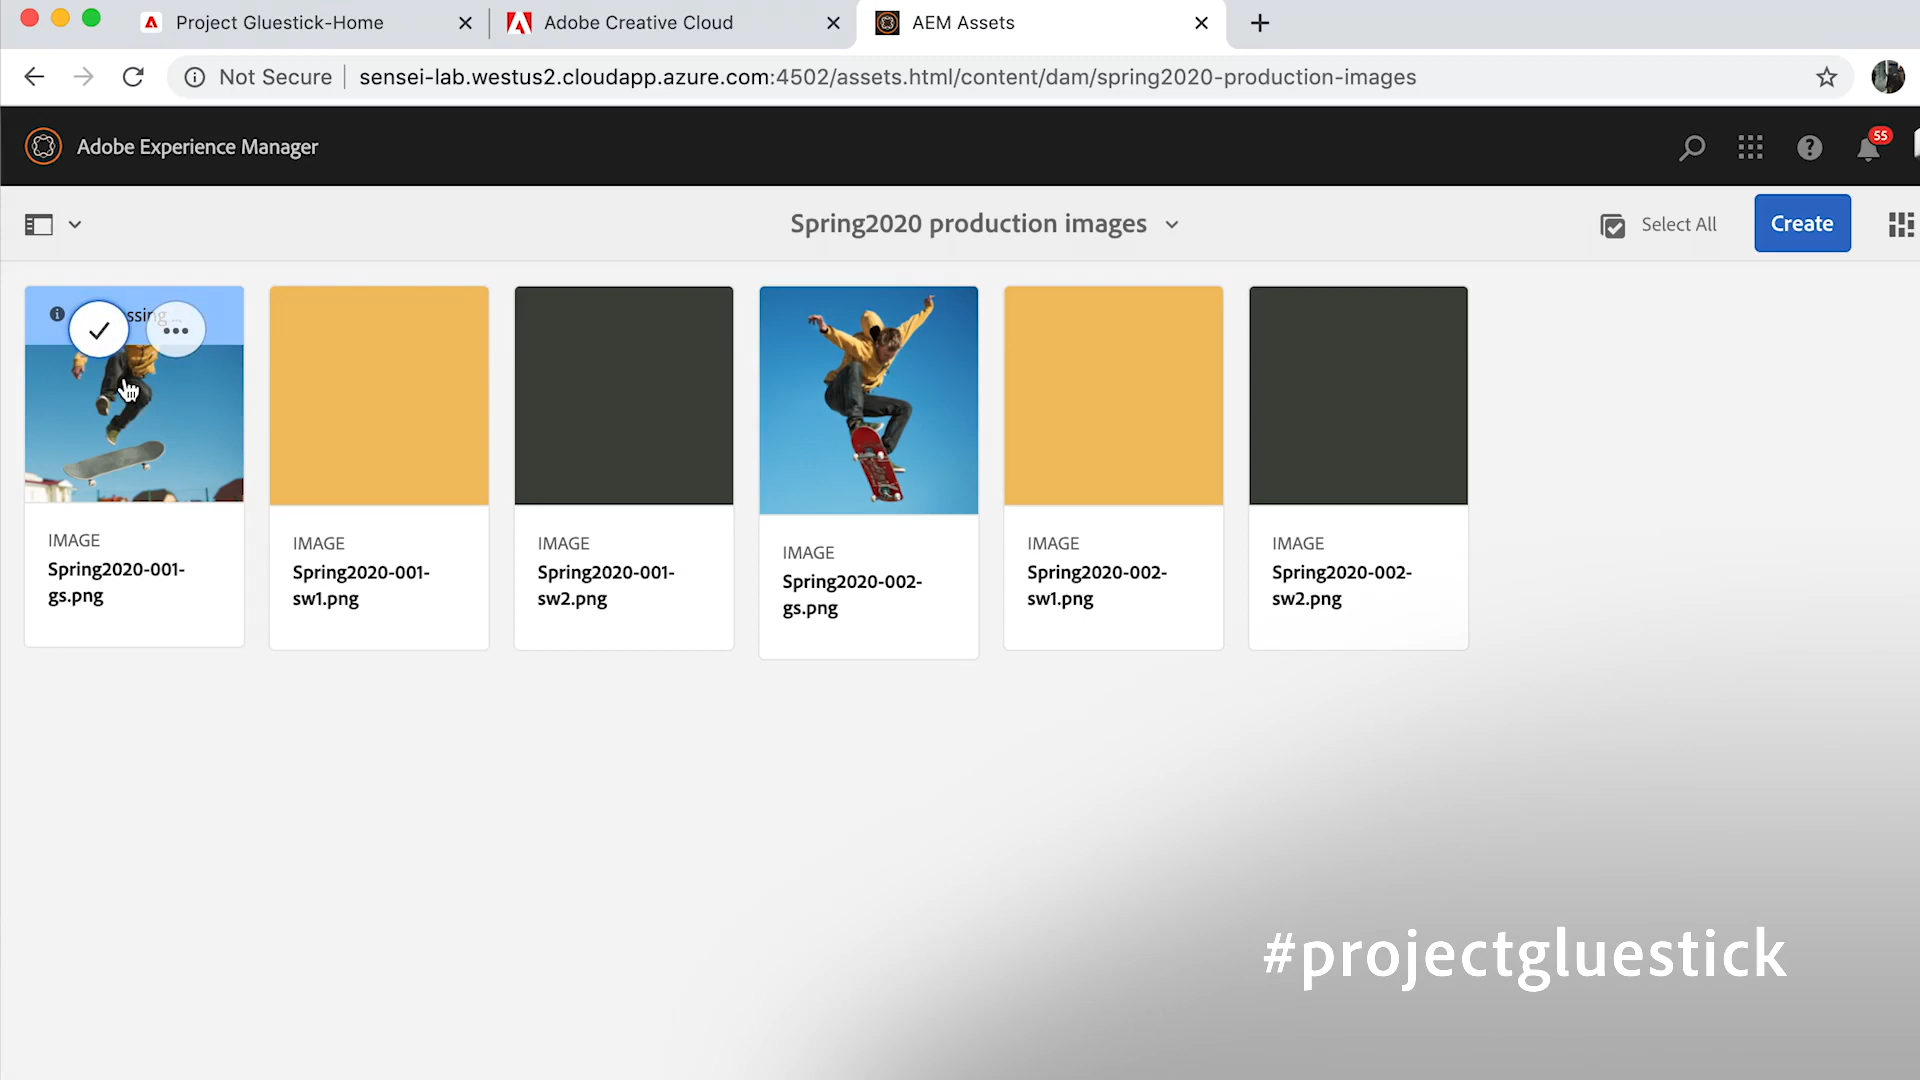 Project Gluestick-Home
Adobe Creative Cloud
AEM Assets
Not Secure
sensei-lab.westus2.cloudapp.azure.com:4502/assets.html/content/dam/spring2020-production-images
Adobe Experience Manager
55
Spring2020 production images
Select All
Create
IMAGE
Spring2020-001-
gs.png
IMAGE
Spring2020-001-
sw1.png
IMAGE
Spring2020-001-
sw2.png
IMAGE
Spring2020-002-
gs.png
IMAGE
Spring2020-002-
sw1.png
IMAGE
Spring2020-002-
sw2.png
#projectgluestick